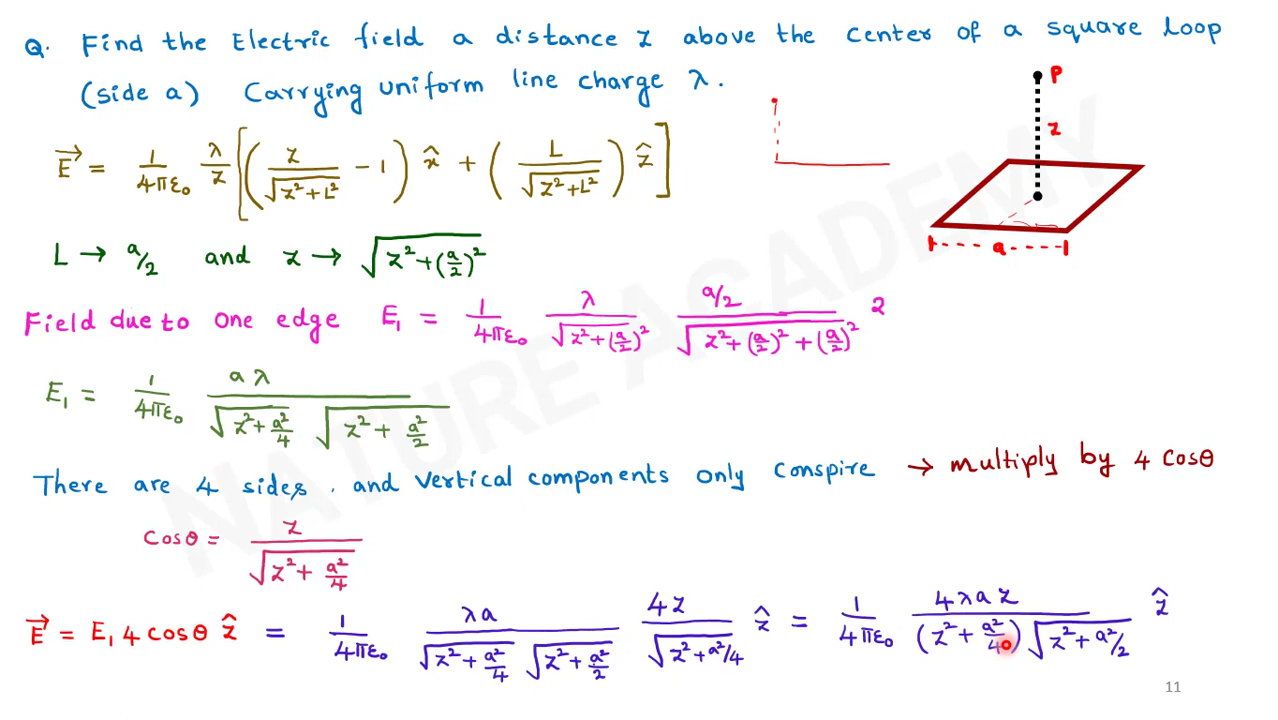 Q. Find the Electric field a distance z above the center of a square loop
(side a) Carrying uniform line charge λ.
P
z
a
E⃗ = 1/4πε₀ λ/z [(z/√(z²+L²) − 1) x̂ + (L/√(z²+L²)) ẑ]
L → a/2 and z → √(z²+(a/2)²)
Field due to one edge E₁ = 1/4πε₀ λ/√(z²+(a/2)²) a/2/√(z²+(a/2)²+(a/2)²) 2
E₁ = 1/4πε₀ aλ/(√(z²+a²/4) √(z²+a²/2))
There are 4 sides, and vertical components only conspire → multiply by 4 cosθ
cosθ = z/√(z²+a²/4)
E⃗ = E₁ 4 cosθ ẑ = 1/4πε₀ λa/(√(z²+a²/4) √(z²+a²/2)) 4z/√(z²+a²/4) ẑ = 1/4πε₀ 4λaz/((z²+a²/4) √(z²+a²/2)) ẑ
NATURE ACADEMY
11